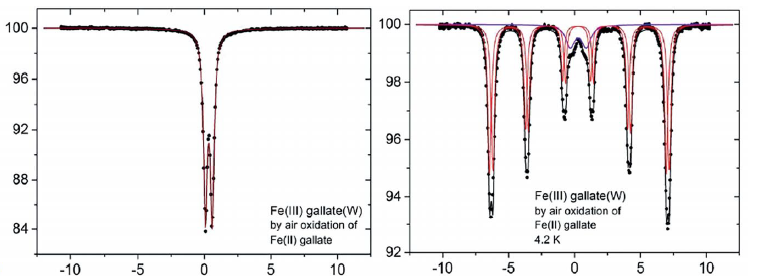 100
96
92
88
84
-10
-5
0
5
10
Fe(III) gallate(W)
by air oxidation of
Fe(II) gallate
100
98
96
94
92
-10
-5
0
5
10
Fe(III) gallate(W)
by air oxidation of
Fe(II) gallate
4.2 K